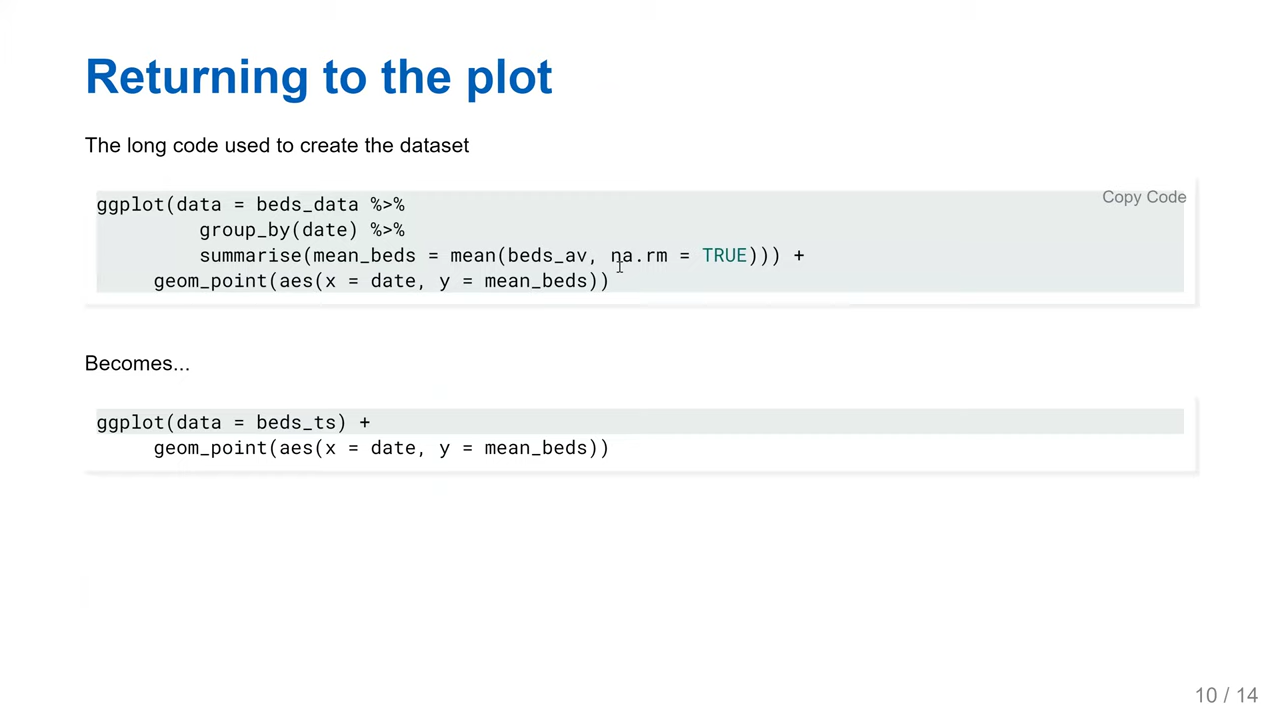 Returning to the plot
The long code used to create the dataset
Copy Code
ggplot(data = beds_data %>%
        group_by(date) %>%
        summarise(mean_beds = mean(beds_av, na.rm = TRUE))) +
    geom_point(aes(x = date, y = mean_beds))
Becomes...
ggplot(data = beds_ts) +
    geom_point(aes(x = date, y = mean_beds))
10 / 14